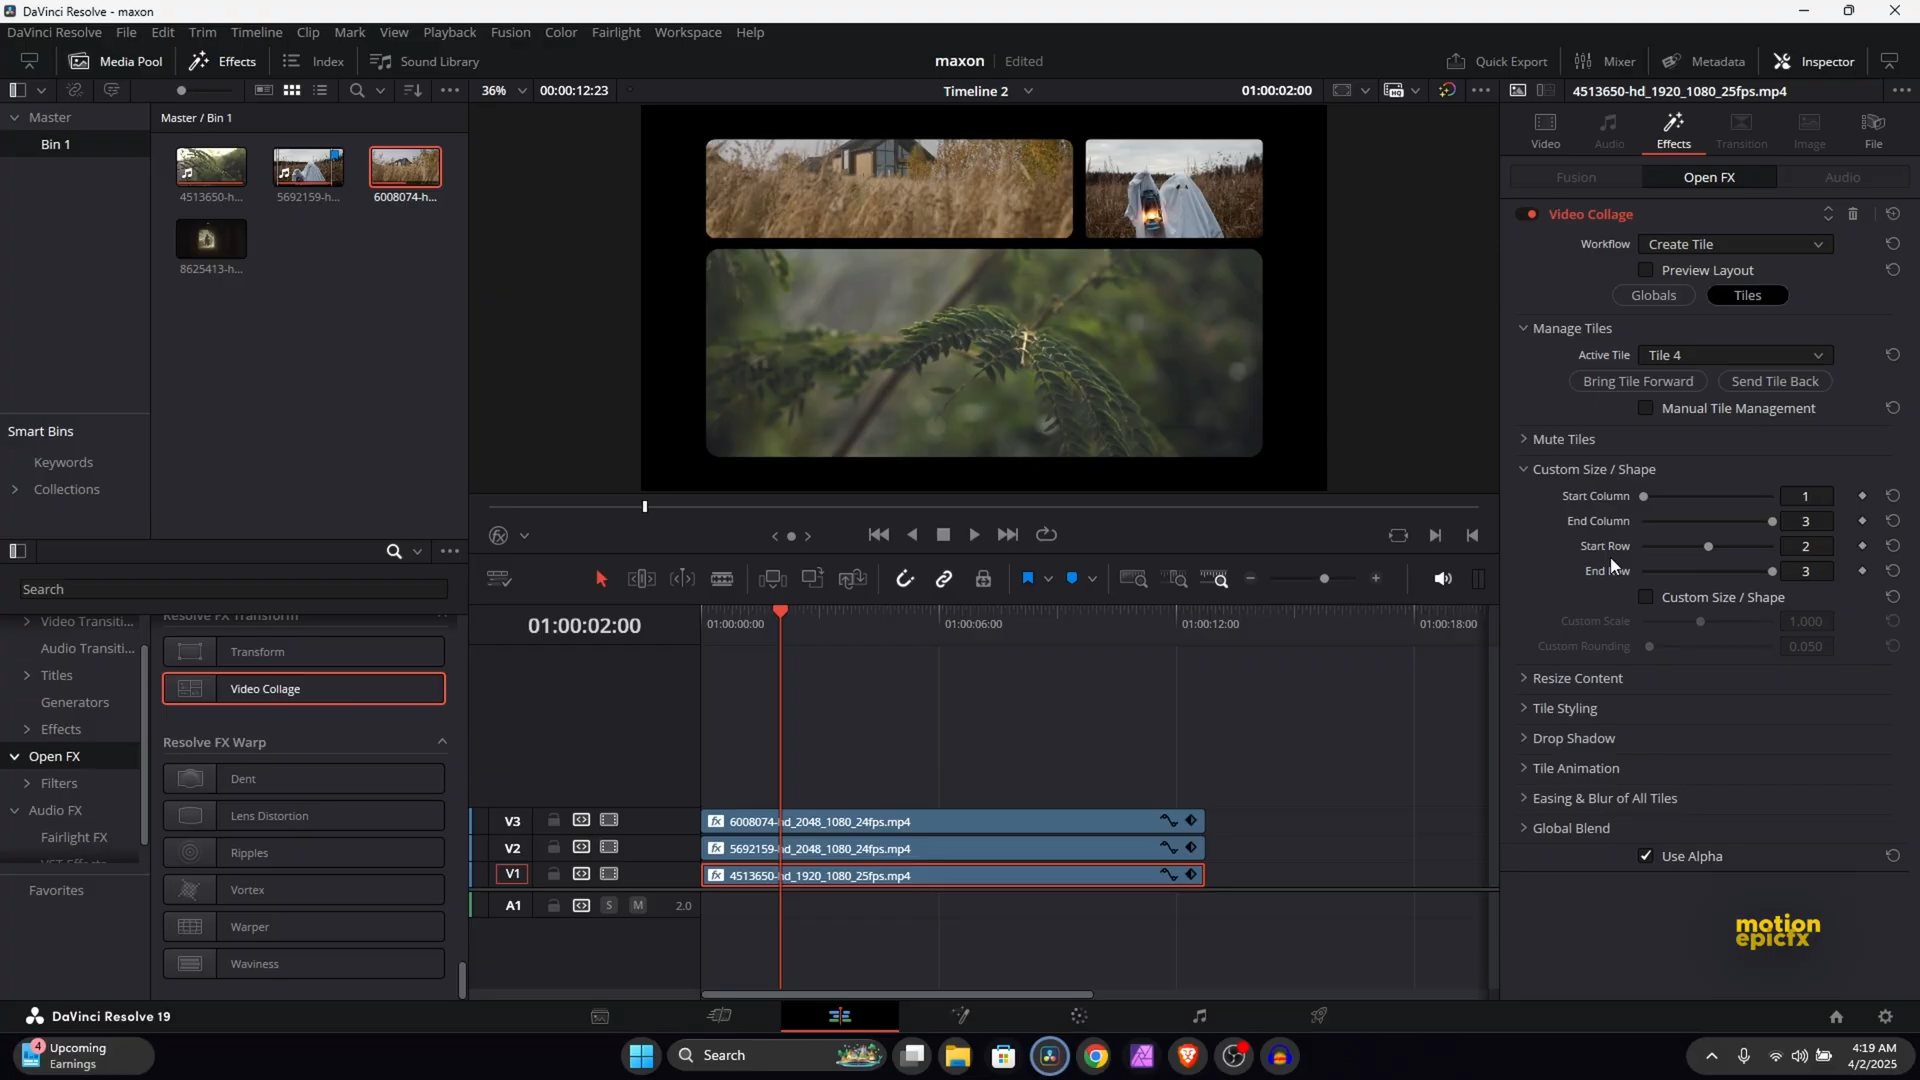 DaVinci Resolve - maxon
DaVinci Resolve File Edit Trim Timeline Clip Mark View Playback Fusion Color Fairlight Workspace Help
Media Pool Effects Index Sound Library
maxon Edited
Quick Export Mixer Metadata Inspector
36% 00:00:12:23 Timeline 2 01:00:02:00
4513650-hd_1920_1080_25fps.mp4
Master
Bin 1
Master / Bin 1
4513650-h... 5692159-h... 6008074-h...
8625413-h...
Smart Bins
Keywords
Collections
Video Audio Effects Transition Image File
Fusion Open FX Audio
Video Collage
Workflow Create Tile
Preview Layout
Globals Tiles
Manage Tiles
Active Tile Tile 4
Bring Tile Forward Send Tile Back
Manual Tile Management
Mute Tiles
Custom Size / Shape
Start Column 1
End Column 3
Start Row 2
End Row 3
Custom Size / Shape
Custom Scale 1.000
Custom Rounding 0.050
Resize Content
Tile Styling
Drop Shadow
Tile Animation
Easing & Blur of All Tiles
Global Blend
Use Alpha
motion
epicfx
Search
Video Transiti...
Audio Transiti...
Titles
Generators
Effects
Open FX
Filters
Audio FX
Fairlight FX
VST Effects
Favorites
Resolve FX Transform
Transform
Video Collage
Resolve FX Warp
Dent
Lens Distortion
Ripples
Vortex
Warper
Waviness
01:00:02:00
01:00:00:00 01:00:06:00 01:00:12:00 01:00:18:00
V3 fx 6008074-hd_2048_1080_24fps.mp4
V2 fx 5692159-hd_2048_1080_24fps.mp4
V1 fx 4513650-hd_1920_1080_25fps.mp4
A1 S M 2.0
DaVinci Resolve 19
4 Upcoming
Earnings
Search
4:19 AM
4/2/2025